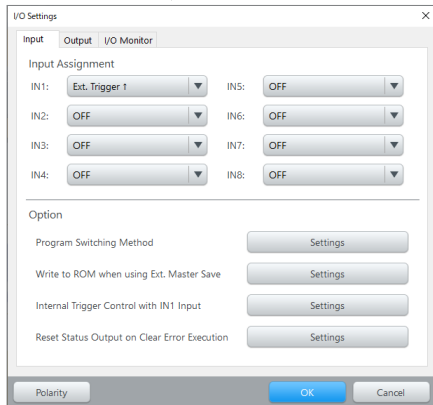 I/O Settings
Input Output I/O Monitor
Input Assignment
IN1: Ext. Trigger ↑ IN5: OFF
IN2: OFF IN6: OFF
IN3: OFF IN7: OFF
IN4: OFF IN8: OFF
Option
Program Switching Method Settings
Write to ROM when using Ext. Master Save Settings
Internal Trigger Control with IN1 Input Settings
Reset Status Output on Clear Error Execution Settings
Polarity OK Cancel